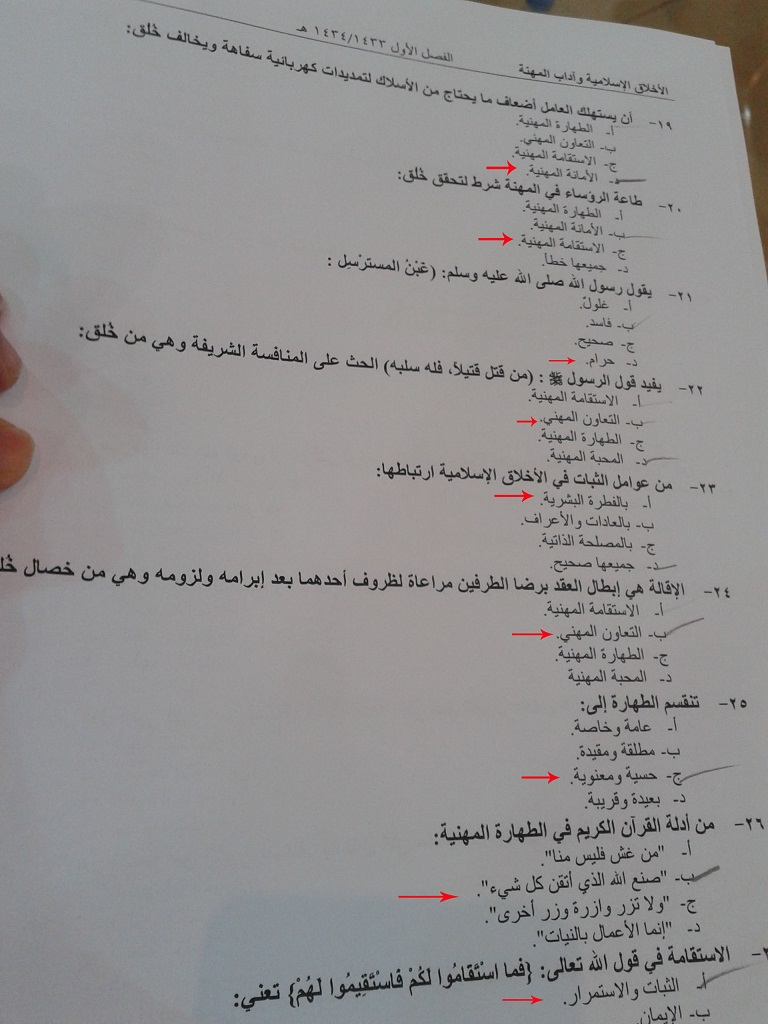 الأخلاق الإسلامية وآداب المهنة
الفصل الأول ١٤٣٤/١٤٣٣ هـ
١٩- أن يستهلك العامل أضعاف ما يحتاج من الأسلاك لتمديدات كهربائية سفاهة ويخالف خُلق:
أ- الطهارة المهنية.
ب- التعاون المهني.
ج- الاستقامة المهنية.
د- الأمانة المهنية.
٢٠- طاعة الرؤساء في المهنة شرط لتحقق خُلق:
أ- الطهارة المهنية.
ب- الأمانة المهنية.
ج- الاستقامة المهنية.
د- جميعها خطأ.
٢١- يقول رسول الله صلى الله عليه وسلم: (غَبْنُ المسترْسِل :
أ- غلولٌ.
ب- فاسد.
ج- صحيح.
د- حرام.
٢٢- يفيد قول الرسول ﷺ : (من قتل قتيلاً، فله سلبه) الحث على المنافسة الشريفة وهي من خُلق:
أ- الاستقامة المهنية.
ب- التعاون المهني.
ج- الطهارة المهنية.
د- المحبة المهنية.
٢٣- من عوامل الثبات في الأخلاق الإسلامية ارتباطها:
أ- بالفطرة البشرية.
ب- بالعادات والأعراف.
ج- بالمصلحة الذاتية.
د- جميعها صحيح.
٢٤- الإقالة هي إبطال العقد برضا الطرفين مراعاة لظروف أحدهما بعد إبرامه ولزومه وهي من خصال
أ- الاستقامة المهنية.
ب- التعاون المهني.
ج- الطهارة المهنية.
د- المحبة المهنية
٢٥- تنقسم الطهارة إلى:
أ- عامة وخاصة.
ب- مطلقة ومقيدة.
ج- حسية ومعنوية.
د- بعيدة وقريبة.
٢٦- من أدلة القرآن الكريم في الطهارة المهنية:
أ- "من غش فليس منا".
ب- "صنع الله الذي أتقن كل شيء".
ج- "ولا تزر وازرة وزر أخرى".
د- "إنما الأعمال بالنيات".
الاستقامة في قول الله تعالى: {فما اسْتَقَامُوا لَكُمْ فَاسْتَقِيمُوا لَهُمْ} تعني:
أ- الثبات والاستمرار.
ب- الإيمان.